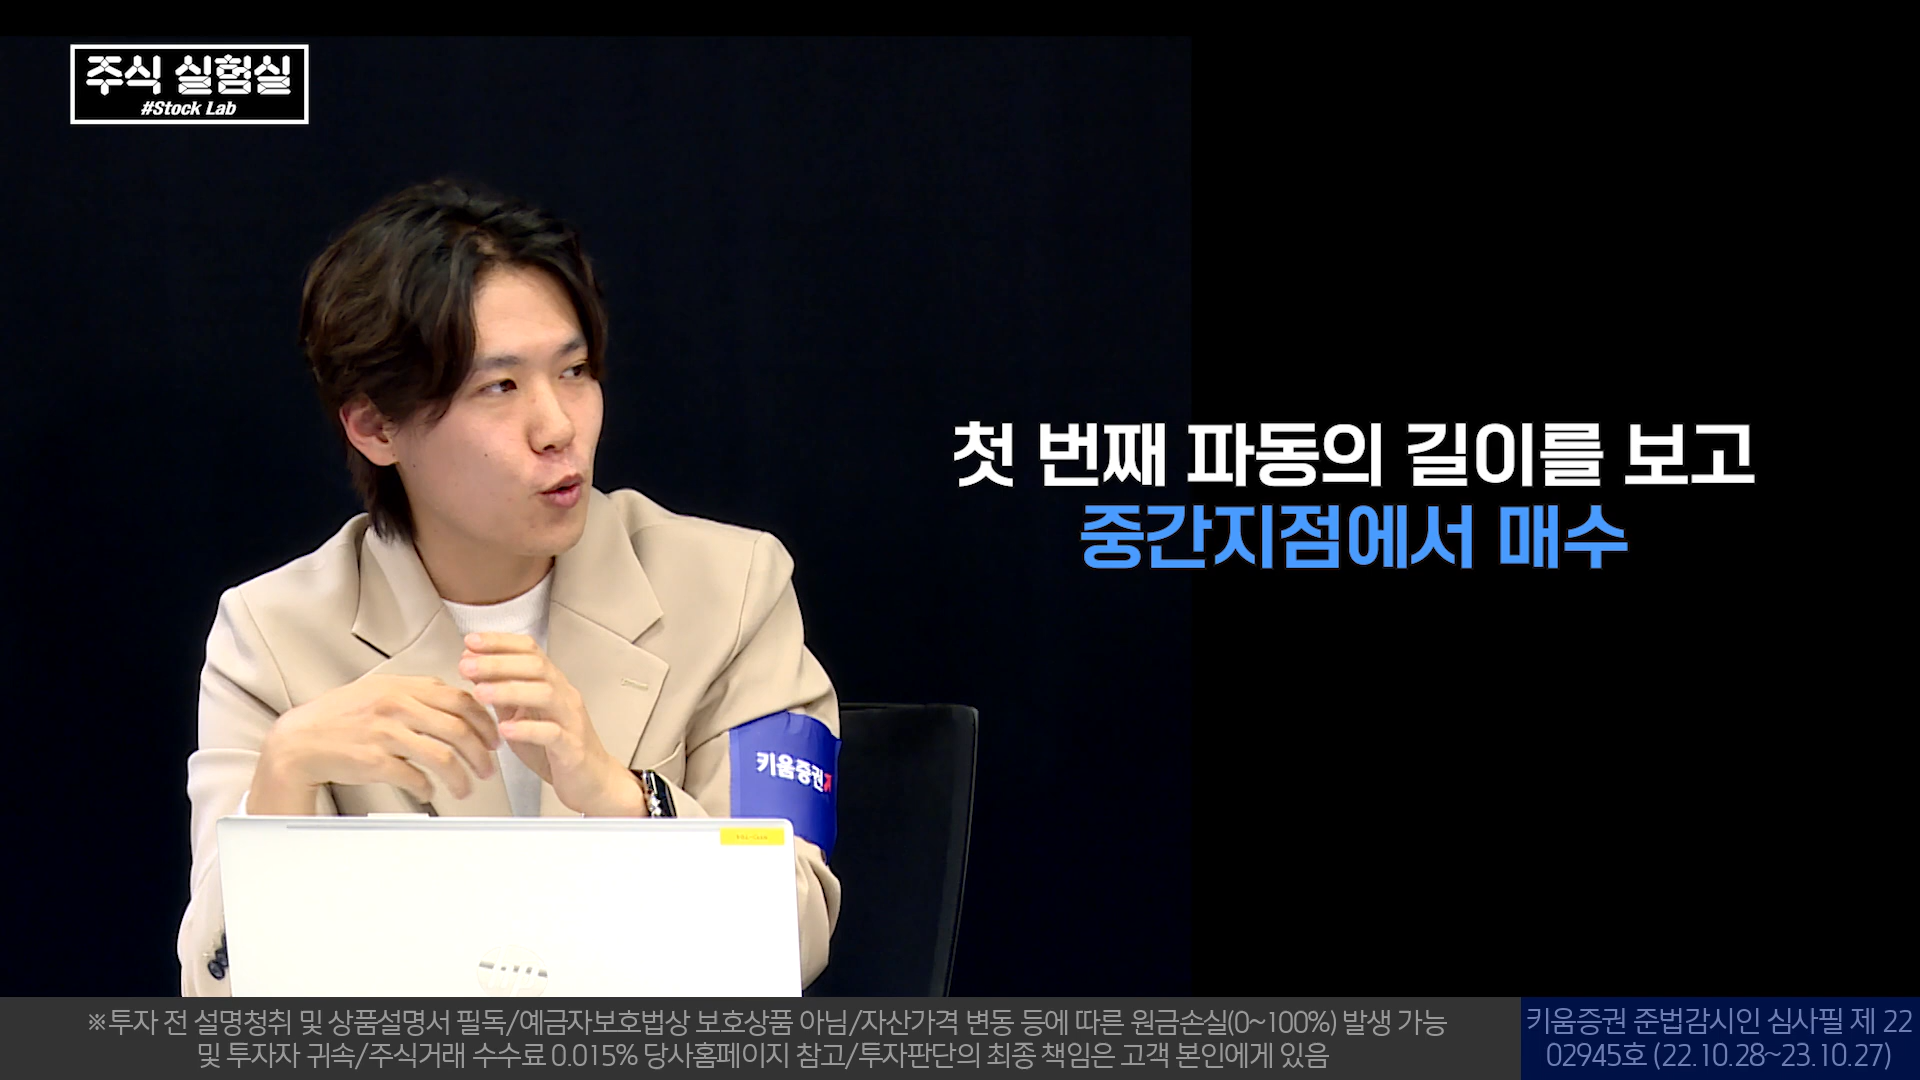 주식 실험실
#Stock Lab
첫 번째 파동의 길이를 보고
중간지점에서 매수
키움증권
※투자 전 설명청취 및 상품설명서 필독/예금자보호법상 보호상품 아님/자산가격 변동 등에 따른 원금손실(0~100%) 발생 가능
및 투자자 귀속/주식거래 수수료 0.015% 당사홈페이지 참고/투자판단의 최종 책임은 고객 본인에게 있음
키움증권 준법감시인 심사필 제 22
02945호 (22.10.28~23.10.27)